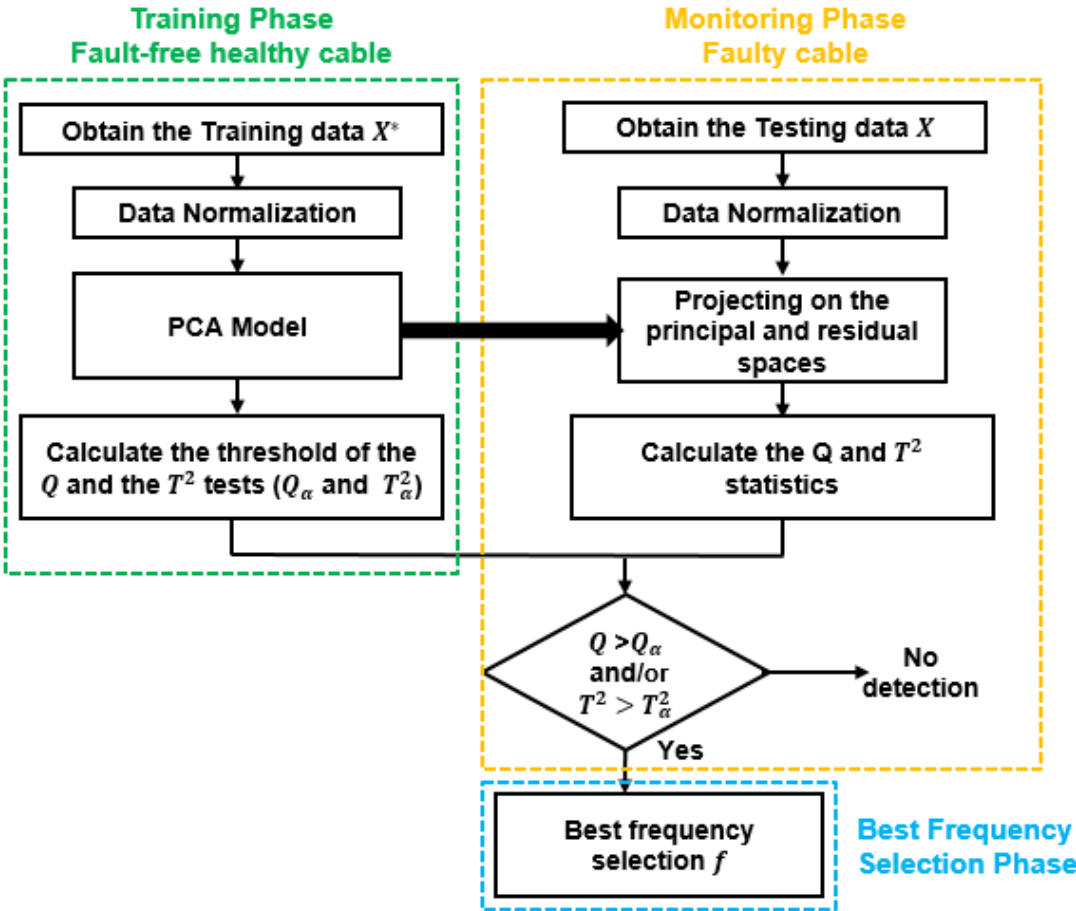 Training Phase
Fault-free healthy cable
Obtain the Training data X*
Data Normalization
PCA Model
Calculate the threshold of the
Q and the T² tests (Qα and T²α)
Monitoring Phase
Faulty cable
Obtain the Testing data X
Data Normalization
Projecting on the
principal and residual
spaces
Calculate the Q and T²
statistics
Q >Qα
and/or
T² > T²α
No
detection
Yes
Best frequency
selection f
Best Frequency
Selection Phase